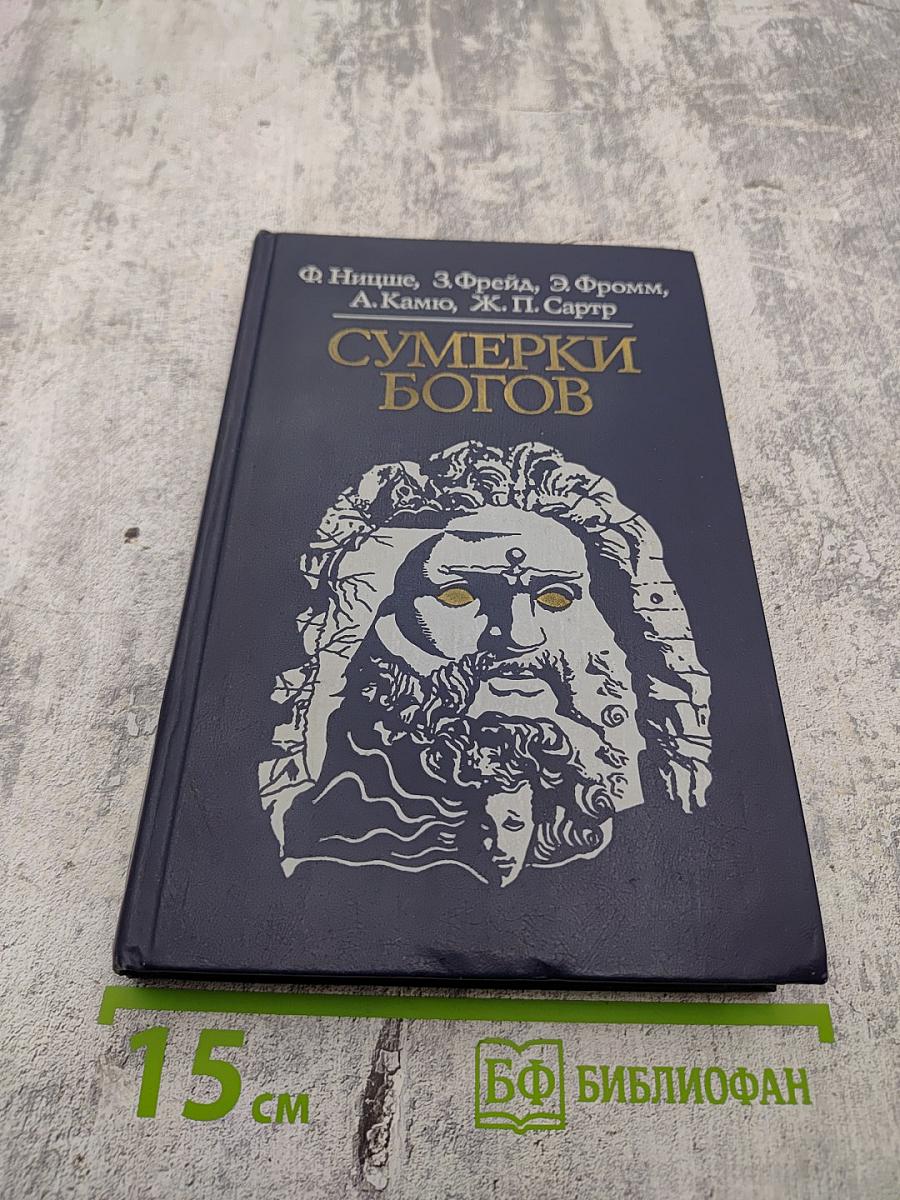 Ф. Ницше, З. Фрейд, Э. Фромм,
А. Камю, Ж. П. Сартр
СУМЕРКИ
БОГОВ
15 см
БФ БИБЛИОФАН